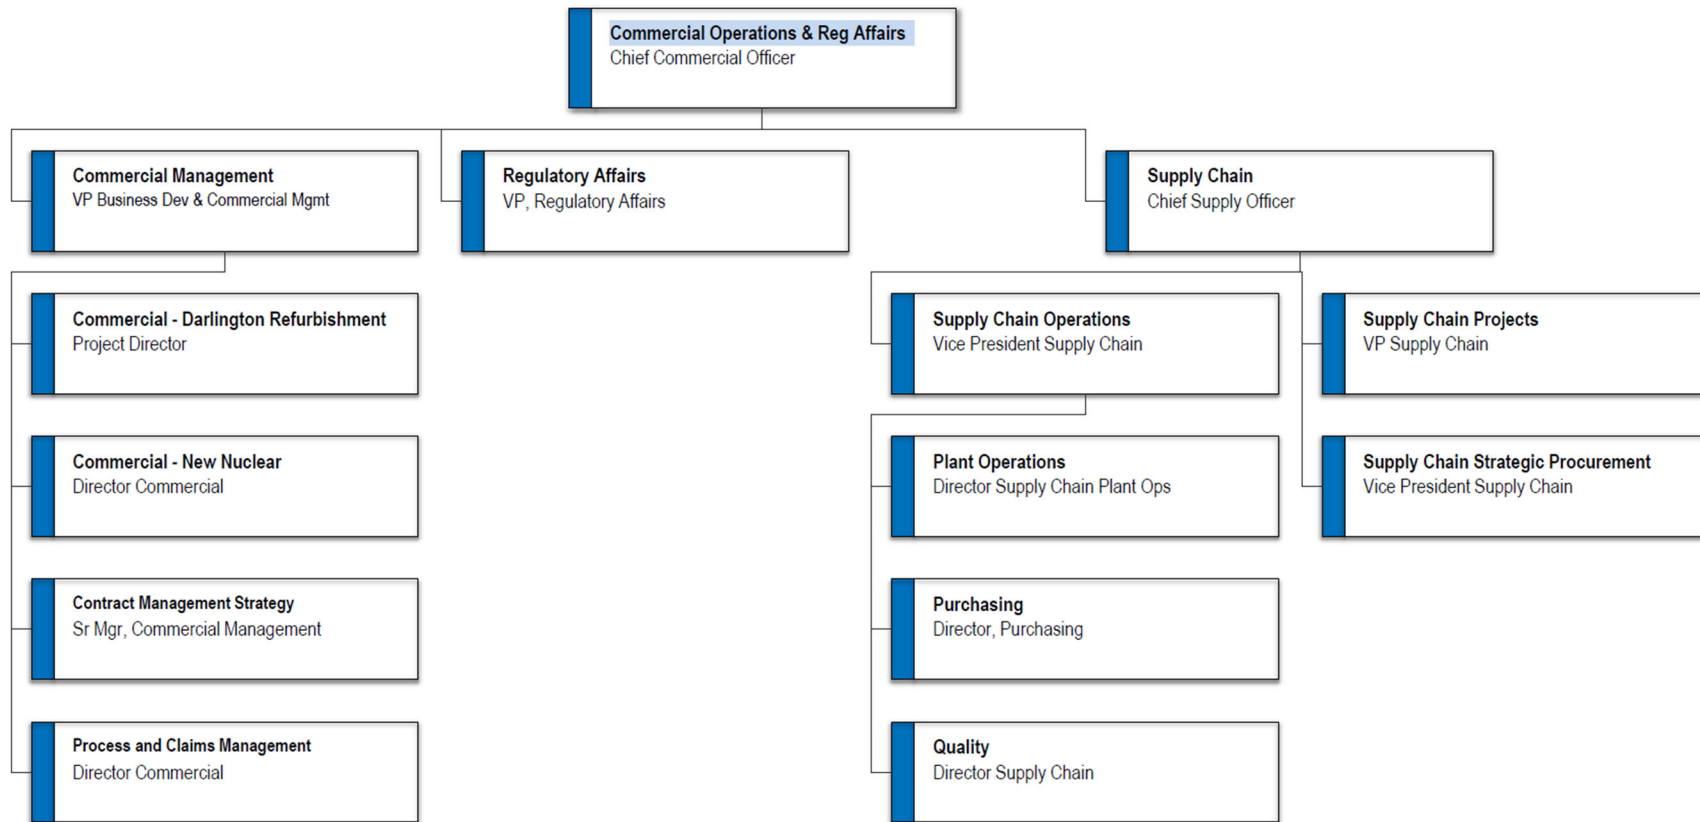 Commercial Operations & Reg Affairs
Chief Commercial Officer
Commercial Management
VP Business Dev & Commercial Mgmt
Regulatory Affairs
VP, Regulatory Affairs
Supply Chain
Chief Supply Officer
Commercial - Darlington Refurbishment
Project Director
Supply Chain Operations
Vice President Supply Chain
Supply Chain Projects
VP Supply Chain
Commercial - New Nuclear
Director Commercial
Plant Operations
Director Supply Chain Plant Ops
Supply Chain Strategic Procurement
Vice President Supply Chain
Contract Management Strategy
Sr Mgr, Commercial Management
Purchasing
Director, Purchasing
Process and Claims Management
Director Commercial
Quality
Director Supply Chain